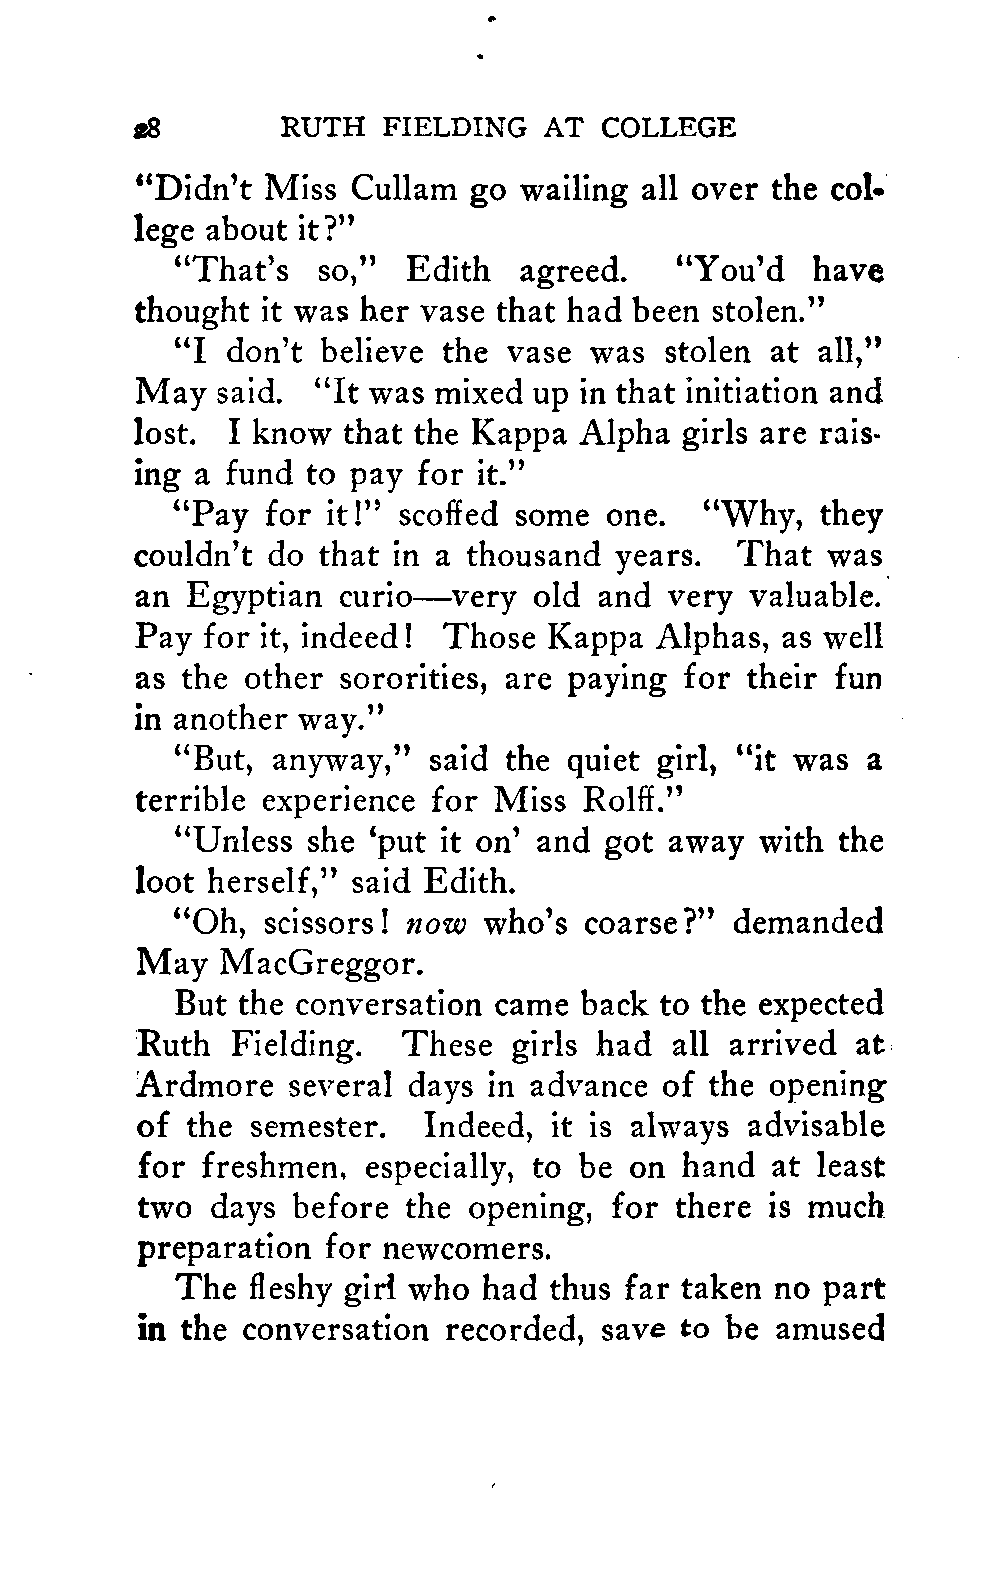 28 RUTH FIELDING AT COLLEGE
“Didn't Miss Cullam go wailing all over the col-
lege about it?”
“That's so,” Edith agreed. “You'd have
thought it was her vase that had been stolen.”
“I don't believe the vase was stolen at all,”
May said. “It was mixed up in that initiation and
lost. I know that the Kappa Alpha girls are rais-
ing a fund to pay for it.”
“Pay for it!” scoffed some one. “Why, they
couldn't do that in a thousand years. That was
an Egyptian curio—very old and very valuable.
Pay for it, indeed! Those Kappa Alphas, as well
as the other sororities, are paying for their fun
in another way.”
“But, anyway,” said the quiet girl, “it was a
terrible experience for Miss Rolff.”
“Unless she ‘put it on’ and got away with the
loot herself,” said Edith.
“Oh, scissors! now who's coarse?” demanded
May MacGreggor.
But the conversation came back to the expected
Ruth Fielding. These girls had all arrived at
Ardmore several days in advance of the opening
of the semester. Indeed, it is always advisable
for freshmen, especially, to be on hand at least
two days before the opening, for there is much
preparation for newcomers.
The fleshy girl who had thus far taken no part
in the conversation recorded, save to be amused